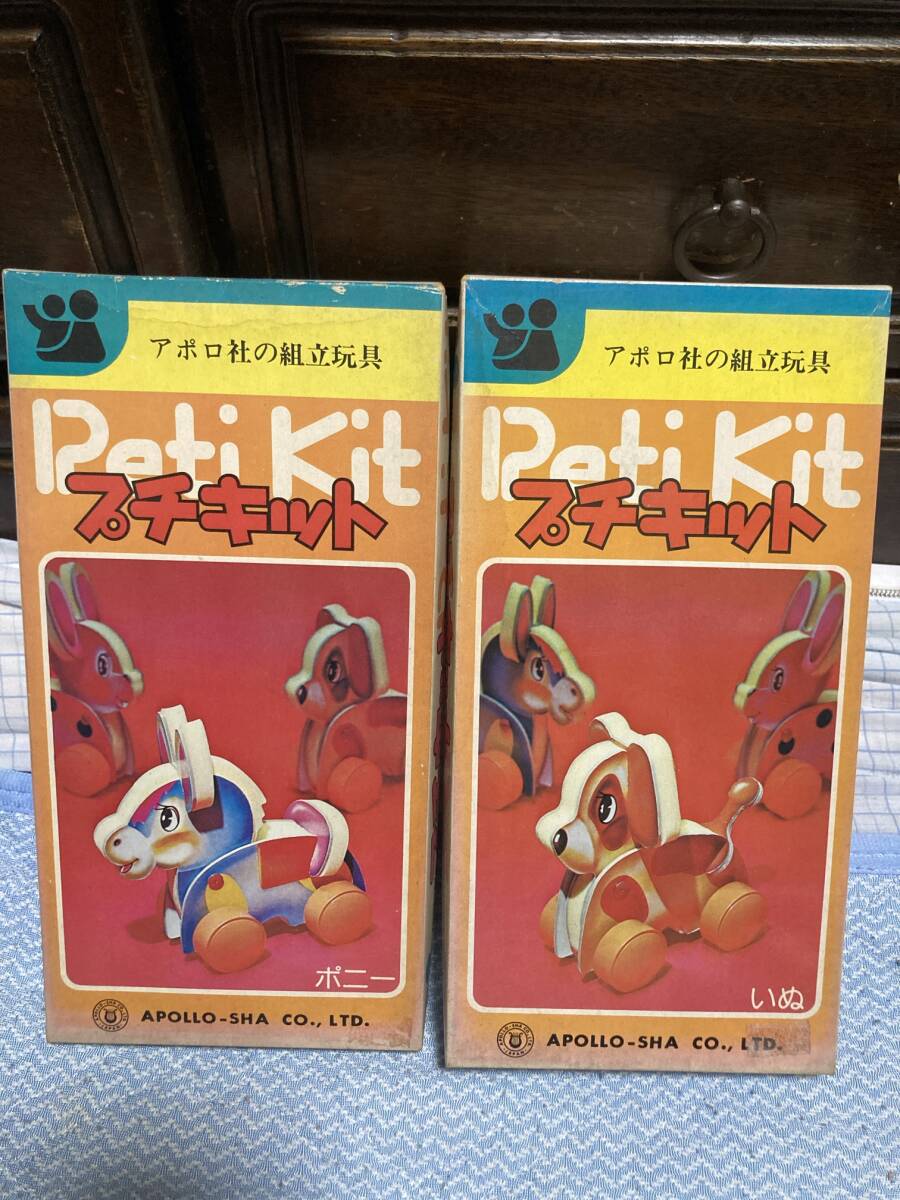 アポロ社の組立玩具
Peti Kit
プチキット
ポニー
APOLLO-SHA CO., LTD.
アポロ社の組立玩具
Peti Kit
プチキット
いぬ
APOLLO-SHA CO., LTD.